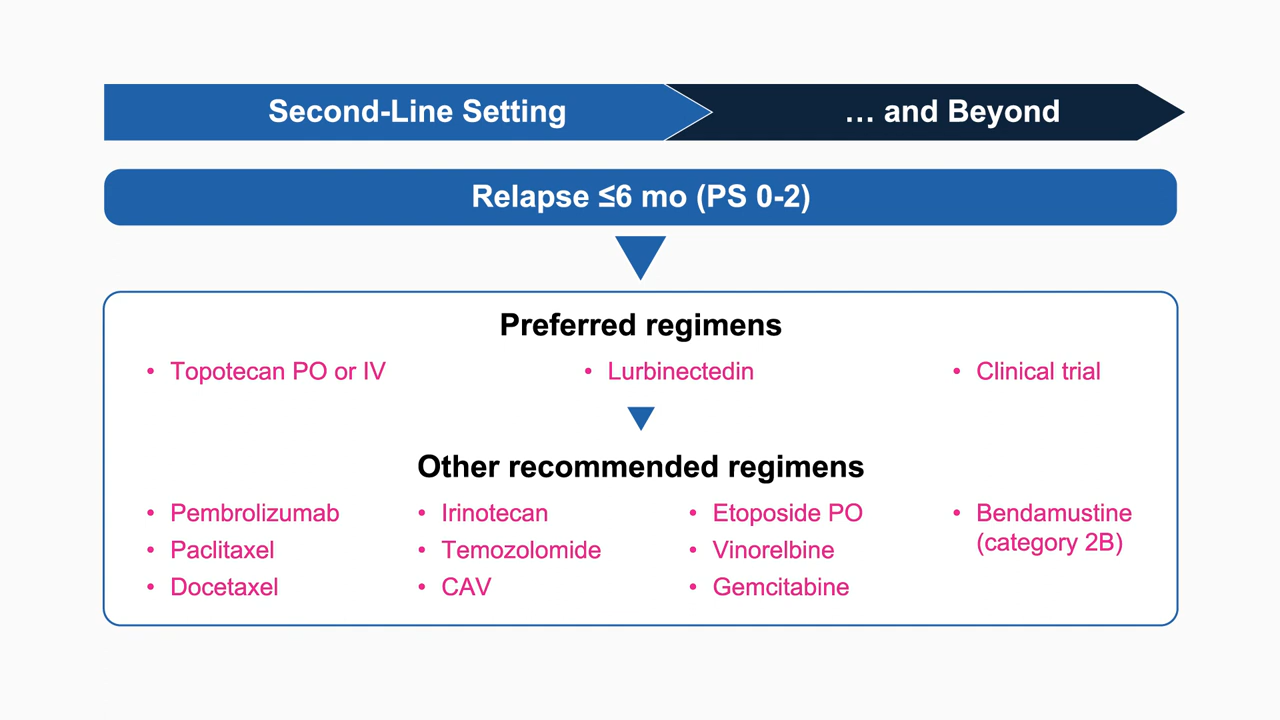 Second-Line Setting
… and Beyond
Relapse ≤6 mo (PS 0-2)
Preferred regimens
• Topotecan PO or IV
• Lurbinectedin
• Clinical trial
Other recommended regimens
• Pembrolizumab
• Paclitaxel
• Docetaxel
• Irinotecan
• Temozolomide
• CAV
• Etoposide PO
• Vinorelbine
• Gemcitabine
• Bendamustine
(category 2B)